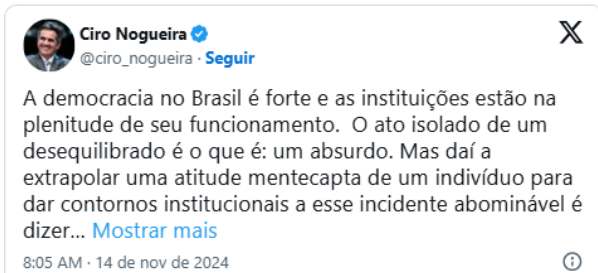 Ciro Nogueira
@ciro_nogueira · Seguir
A democracia no Brasil é forte e as instituições estão na
plenitude de seu funcionamento.  O ato isolado de um
desequilibrado é o que é: um absurdo. Mas daí a
extrapolar uma atitude mentecapta de um indivíduo para
dar contornos institucionais a esse incidente abominável é
dizer... Mostrar mais
8:05 AM · 14 de nov de 2024